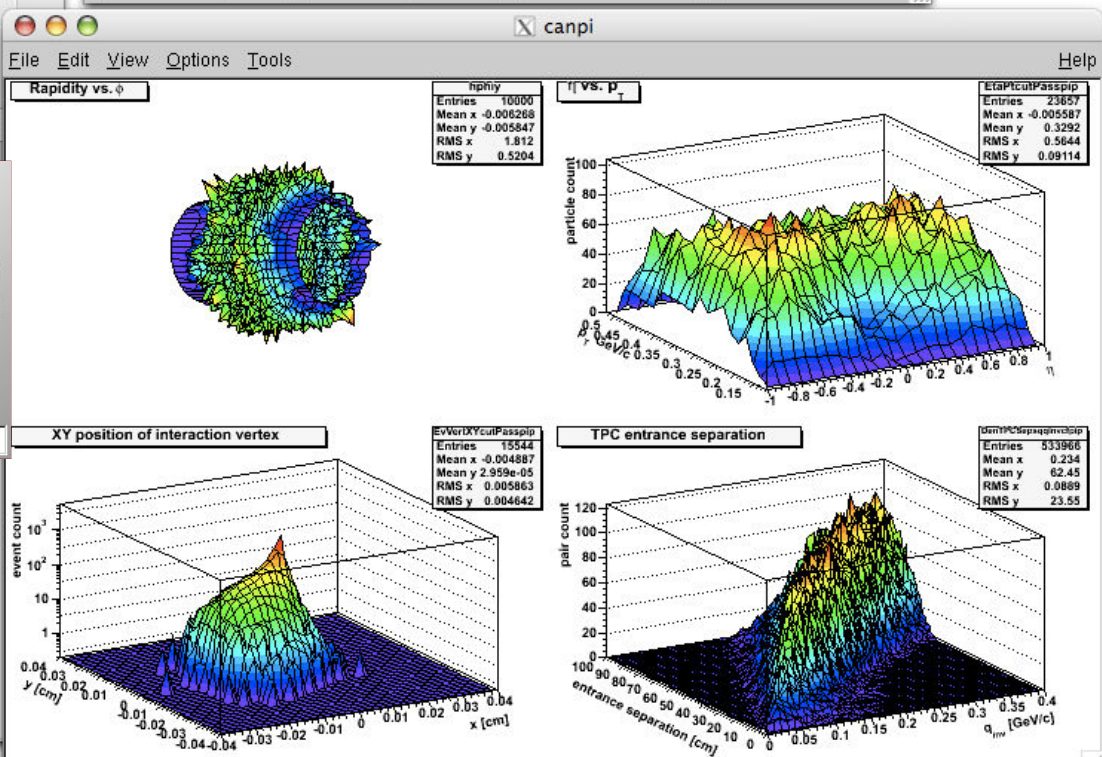 canpi
File Edit View Options Tools Help
Rapidity vs. ϕ
hphiy
Entries 10000
Mean x -0.006268
Mean y -0.005847
RMS x 1.812
RMS y 0.5204
η vs. pT
EtaPtcutPasspip
Entries 23657
Mean x -0.005587
Mean y 0.3292
RMS x 0.5644
RMS y 0.09114
particle count
100
80
60
40
20
0
0.5
0.45
0.4
0.35
0.3
0.25
0.2
0.15
pT GeV/c
-1 -0.8 -0.6 -0.4 -0.2 0 0.2 0.4 0.6 0.8 1
η
XY position of interaction vertex
EvVertXYcutPasspip
Entries 15544
Mean x -0.004887
Mean y 2.959e-05
RMS x 0.005863
RMS y 0.004642
event count
10³
10²
10
1
0.04
0.03
0.02
0.01
0
-0.01
-0.02
-0.03
-0.04
y [cm]
-0.04 -0.03 -0.02 -0.01 0 0.01 0.02 0.03 0.04
x [cm]
TPC entrance separation
Entries 533966
Mean x 0.234
Mean y 62.45
RMS x 0.0889
RMS y 23.55
pair count
120
100
80
60
40
20
0
100
90
80
70
60
50
40
30
20
10
0
entrance separation [cm]
0 0.05 0.1 0.15 0.2 0.25 0.3 0.35 0.4
qinv [GeV/c]